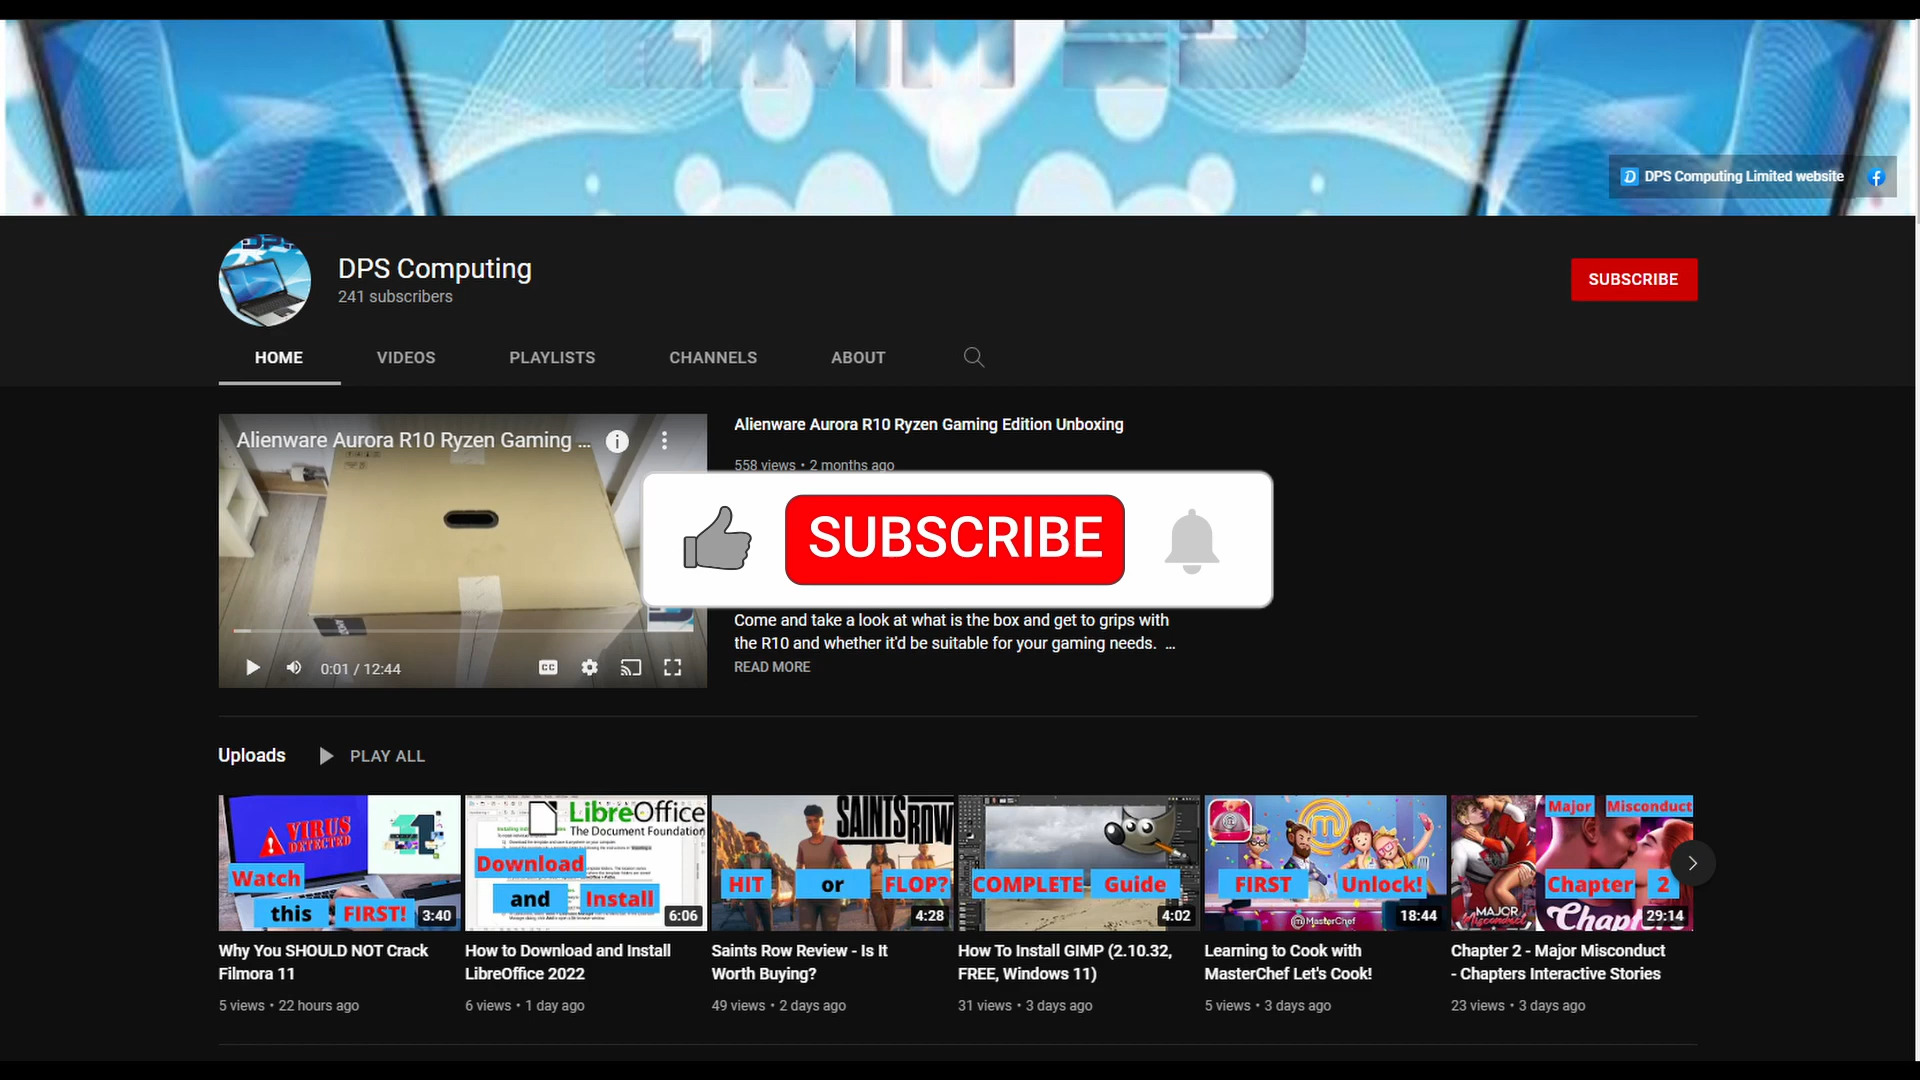 DPS Computing Limited website
DPS Computing
241 subscribers
SUBSCRIBE
HOME
VIDEOS
PLAYLISTS
CHANNELS
ABOUT
Alienware Aurora R10 Ryzen Gaming ...
Alienware Aurora R10 Ryzen Gaming Edition Unboxing
558 views • 2 months ago
SUBSCRIBE
Come and take a look at what is the box and get to grips with
the R10 and whether it'd be suitable for your gaming needs. ...
READ MORE
AMD
0:01 / 12:44
CC
Uploads
PLAY ALL
VIRUS
DETECTED
11
Watch
this FIRST!
3:40
LibreOffice
The Document Foundation
Download
and Install
6:06
SAINTS ROW
HIT or FLOP?
4:28
COMPLETE Guide
4:02
FIRST Unlock!
MasterChef
18:44
Major Misconduct
Chapter 2
MAJOR
Misconduct
29:14
Why You SHOULD NOT Crack
Filmora 11
5 views • 22 hours ago
How to Download and Install
LibreOffice 2022
6 views • 1 day ago
Saints Row Review - Is It
Worth Buying?
49 views • 2 days ago
How To Install GIMP (2.10.32,
FREE, Windows 11)
31 views • 3 days ago
Learning to Cook with
MasterChef Let's Cook!
5 views • 3 days ago
Chapter 2 - Major Misconduct
- Chapters Interactive Stories
23 views • 3 days ago